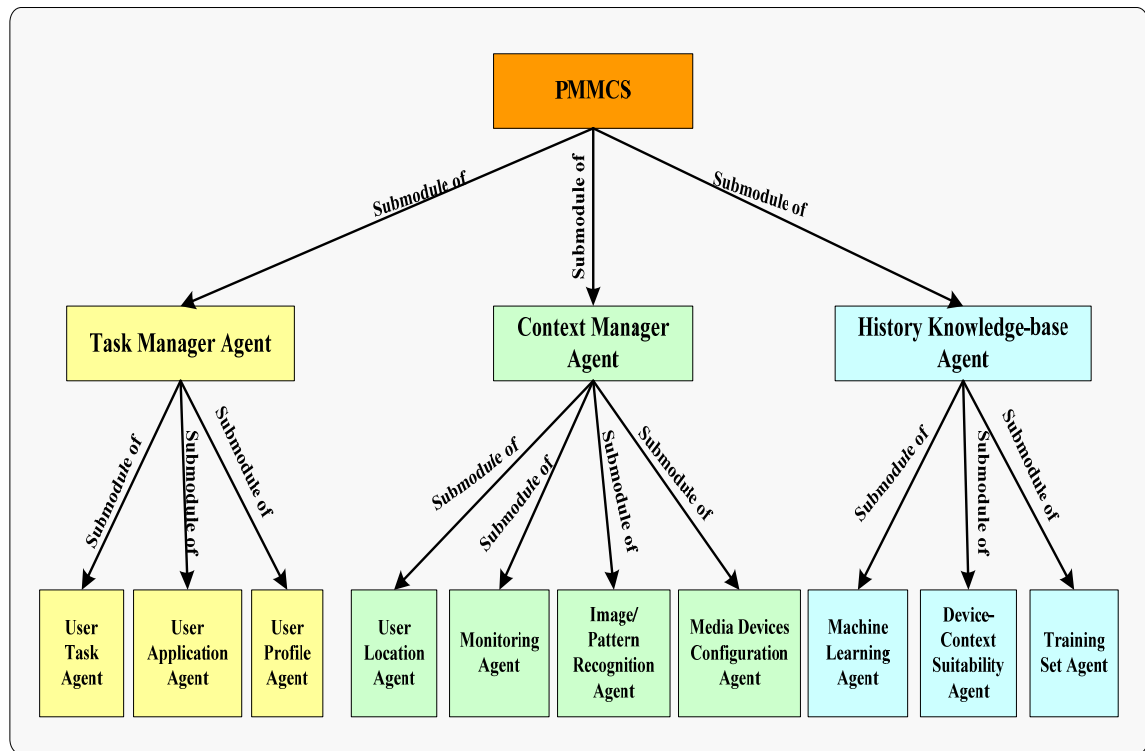 PMMCS
Submodule of
Submodule of
Submodule of
Task Manager Agent
Context Manager
Agent
History Knowledge-base
Agent
Submodule of
Submodule of
Submodule of
Submodule of
Submodule of
Submodule of
Submodule of
Submodule of
Submodule of
Submodule of
User
Task
Agent
User
Application
Agent
User
Profile
Agent
User
Location
Agent
Monitoring
Agent
Image/
Pattern
Recognition
Agent
Media Devices
Configuration
Agent
Machine
Learning
Agent
Device-
Context
Suitability
Agent
Training
Set Agent